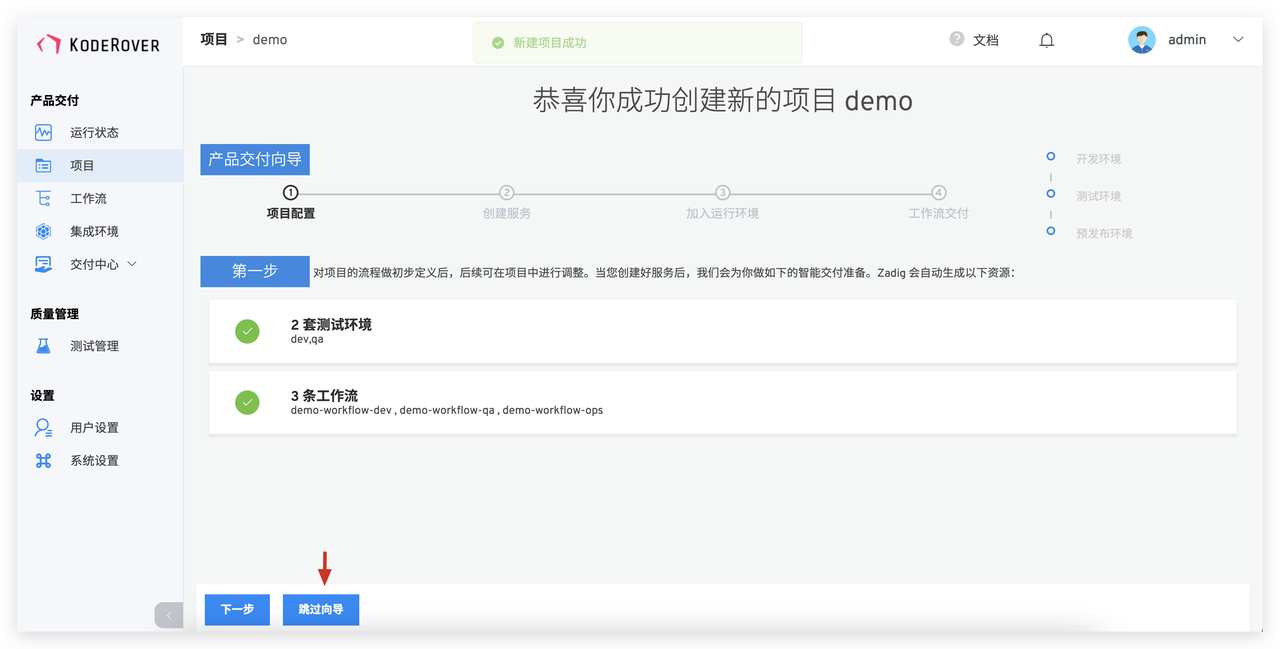 KODEROVER
项目 > demo
新建项目成功
? 文档
admin
产品交付
运行状态
项目
工作流
集成环境
交付中心
质量管理
测试管理
设置
用户设置
系统设置
恭喜你成功创建新的项目 demo
产品交付向导
1
2
3
4
项目配置
创建服务
加入运行环境
工作流交付
开发环境
测试环境
预发布环境
第一步
对项目的流程做初步定义后，后续可在项目中进行调整。当您创建好服务后，我们会为你做如下的智能交付准备。Zadig 会自动生成以下资源：
2 套测试环境
dev,qa
3 条工作流
demo-workflow-dev , demo-workflow-qa , demo-workflow-ops
下一步
跳过向导